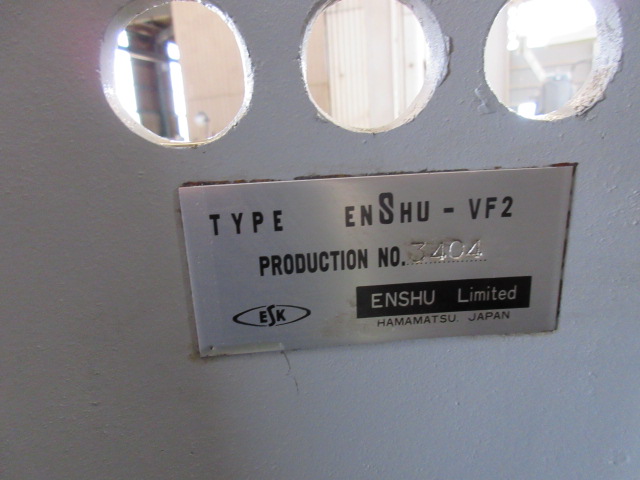 TYPE ENSHU - VF2
PRODUCTION NO. 3404
ESK
ENSHU Limited
HAMAMATSU. JAPAN